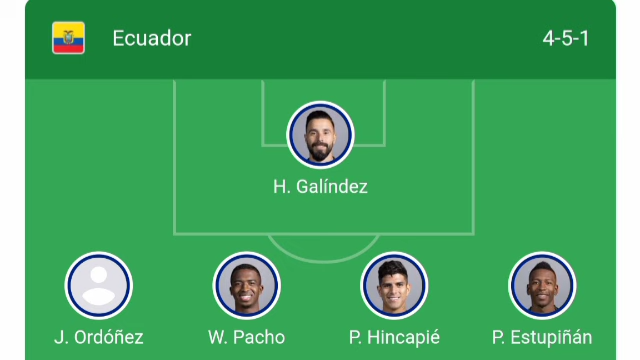 Ecuador 4-5-1
H. Galíndez
J. Ordóñez W. Pacho P. Hincapié P. Estupiñán